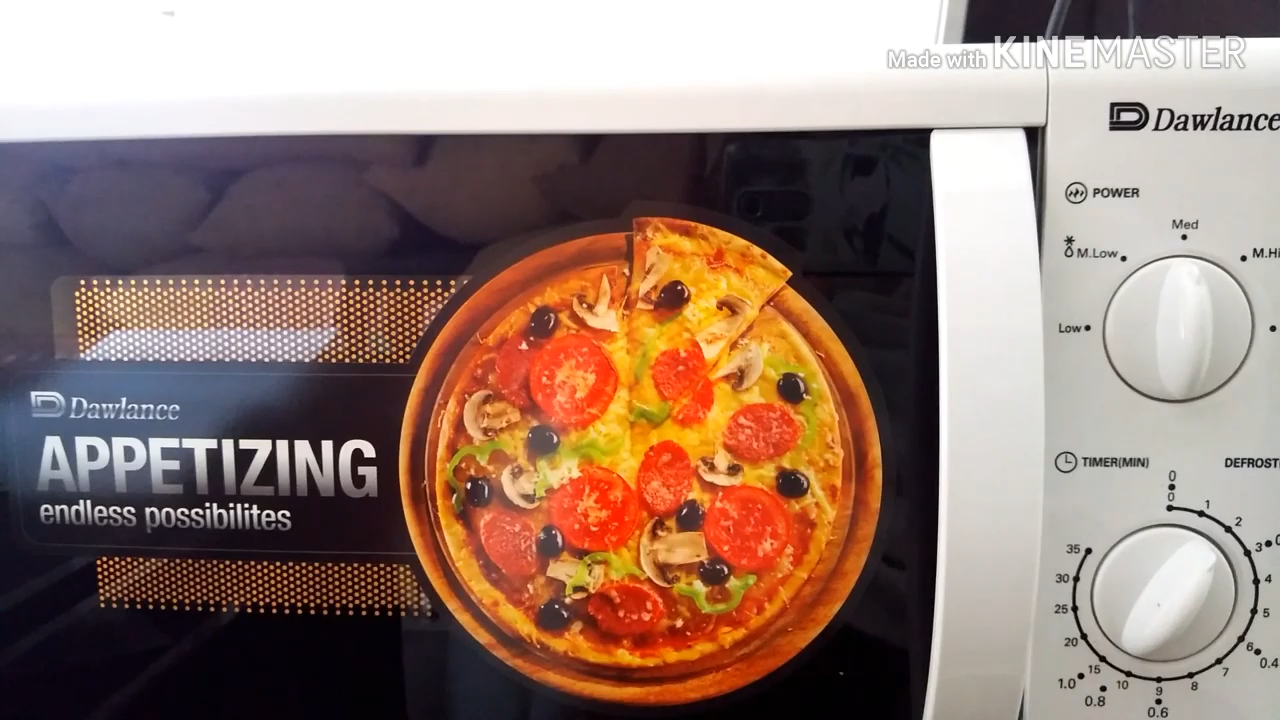 Made with KINEMASTER
Dawlance
POWER
Med
M.Low
M.Hi
Low
Dawlance
APPETIZING
endless possibilites
TIMER(MIN)
DEFROST
0
0
1
2
3
4
5
6
7
8
9
10
15
20
25
30
35
0.4
0.6
0.8
1.0